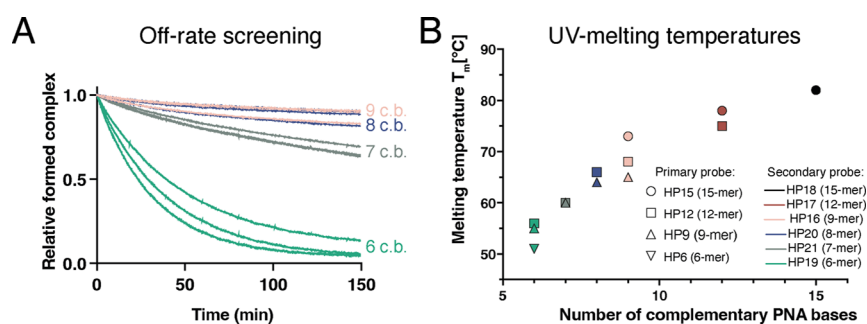 A
Off-rate screening
Relative formed complex
1.0
0.5
0.0
9 c.b.
8 c.b.
7 c.b.
6 c.b.
0
50
100
150
Time (min)
B
UV-melting temperatures
Melting temperature Tm[°C]
90
80
70
60
50
Primary probe:
HP15 (15-mer)
HP12 (12-mer)
HP9 (9-mer)
HP6 (6-mer)
Secondary probe:
HP18 (15-mer)
HP17 (12-mer)
HP16 (9-mer)
HP20 (8-mer)
HP21 (7-mer)
HP19 (6-mer)
5
10
15
Number of complementary PNA bases